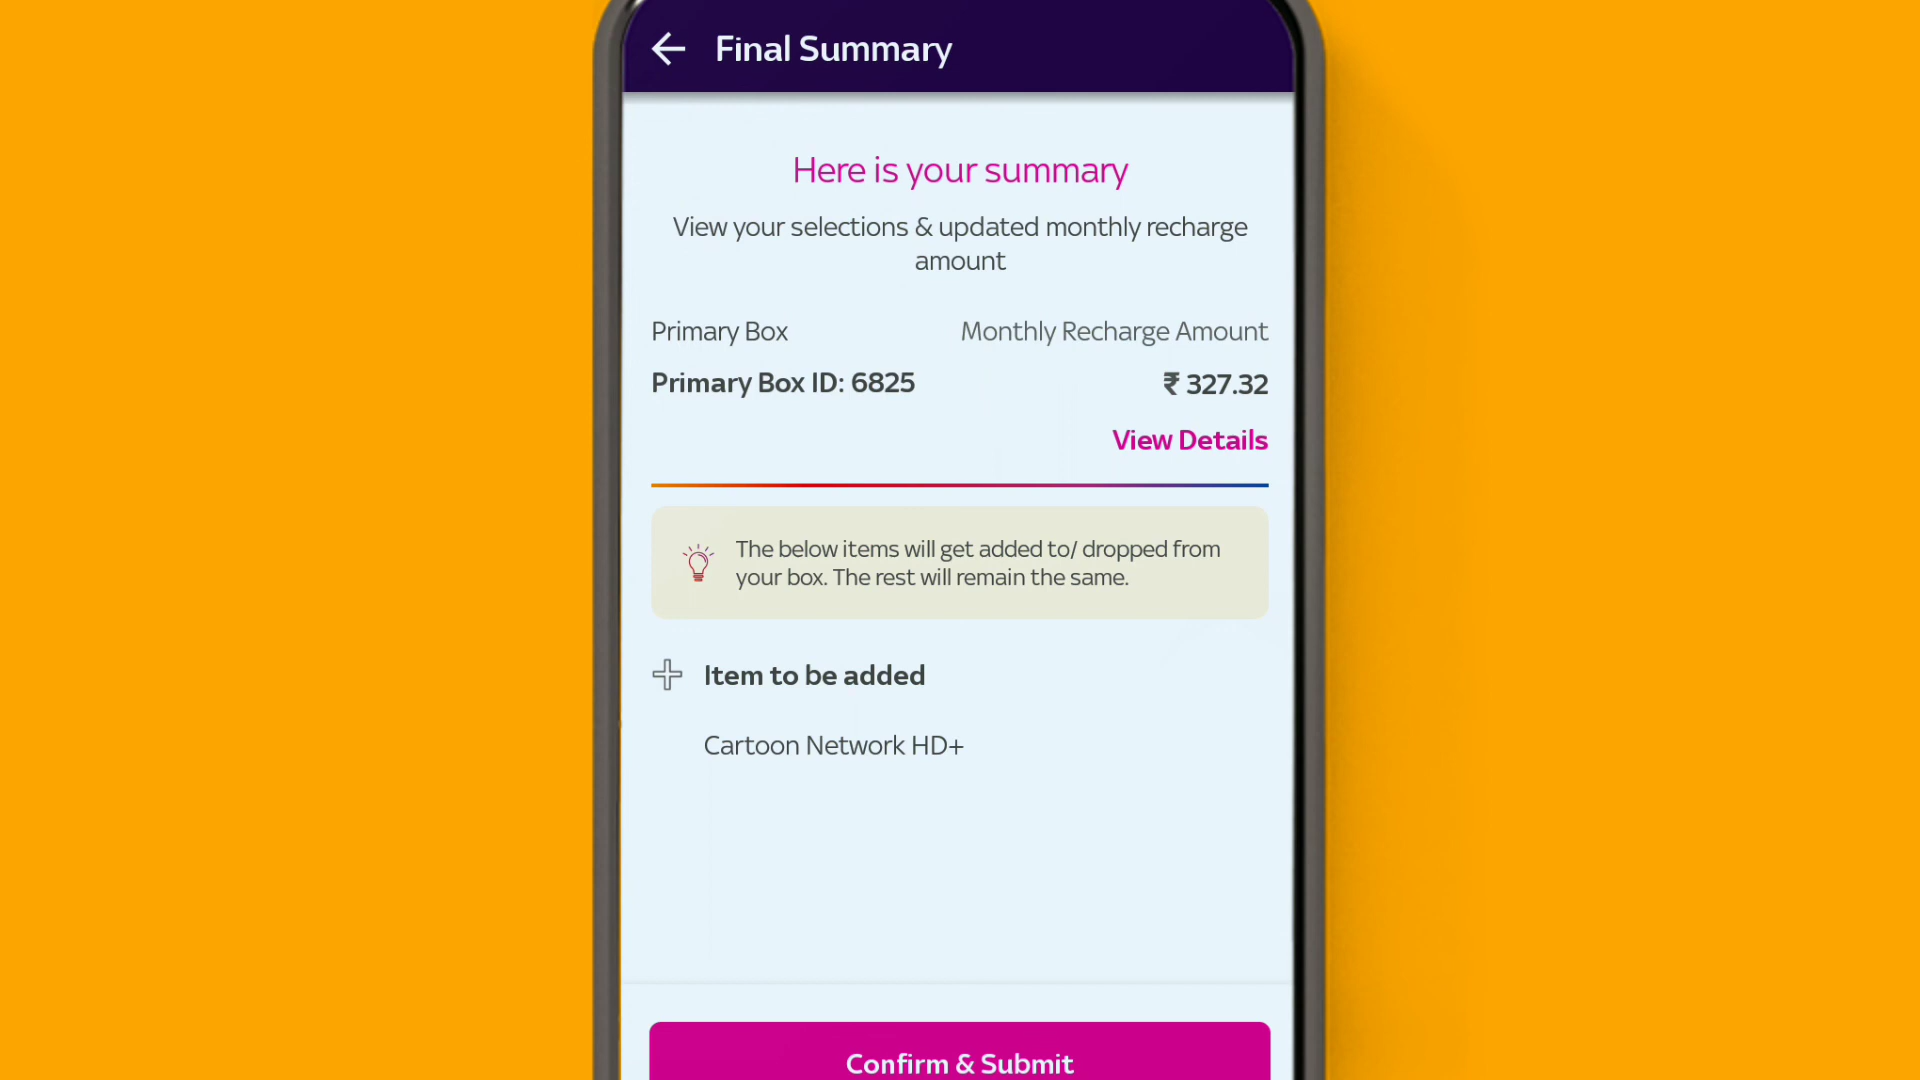 Final Summary
Here is your summary
View your selections & updated monthly recharge
amount
Primary Box
Monthly Recharge Amount
Primary Box ID: 6825
₹ 327.32
View Details
The below items will get added to/ dropped from
your box. The rest will remain the same.
Item to be added
Cartoon Network HD+
Confirm & Submit